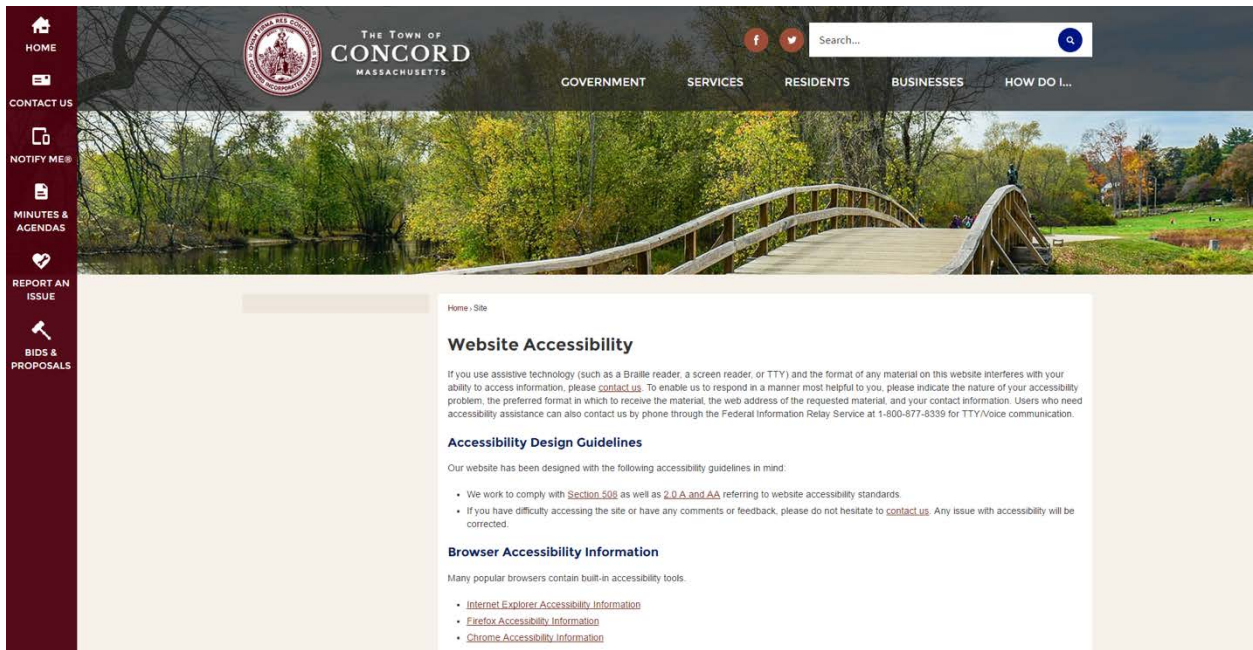 HOME
CONTACT US
NOTIFY ME®
MINUTES &
AGENDAS
REPORT AN
ISSUE
BIDS &
PROPOSALS
THE TOWN OF
CONCORD
MASSACHUSETTS
Search...
GOVERNMENT SERVICES RESIDENTS BUSINESSES HOW DO I...
Home › Site
Website Accessibility
If you use assistive technology (such as a Braille reader, a screen reader, or TTY) and the format of any material on this website interferes with your
ability to access information, please contact us. To enable us to respond in a manner most helpful to you, please indicate the nature of your accessibility
problem, the preferred format in which to receive the material, the web address of the requested material, and your contact information. Users who need
accessibility assistance can also contact us by phone through the Federal Information Relay Service at 1-800-877-8339 for TTY/Voice communication.
Accessibility Design Guidelines
Our website has been designed with the following accessibility guidelines in mind:
• We work to comply with Section 508 as well as 2.0 A and AA referring to website accessibility standards.
• If you have difficulty accessing the site or have any comments or feedback, please do not hesitate to contact us. Any issue with accessibility will be
corrected.
Browser Accessibility Information
Many popular browsers contain built-in accessibility tools.
• Internet Explorer Accessibility Information
• Firefox Accessibility Information
• Chrome Accessibility Information